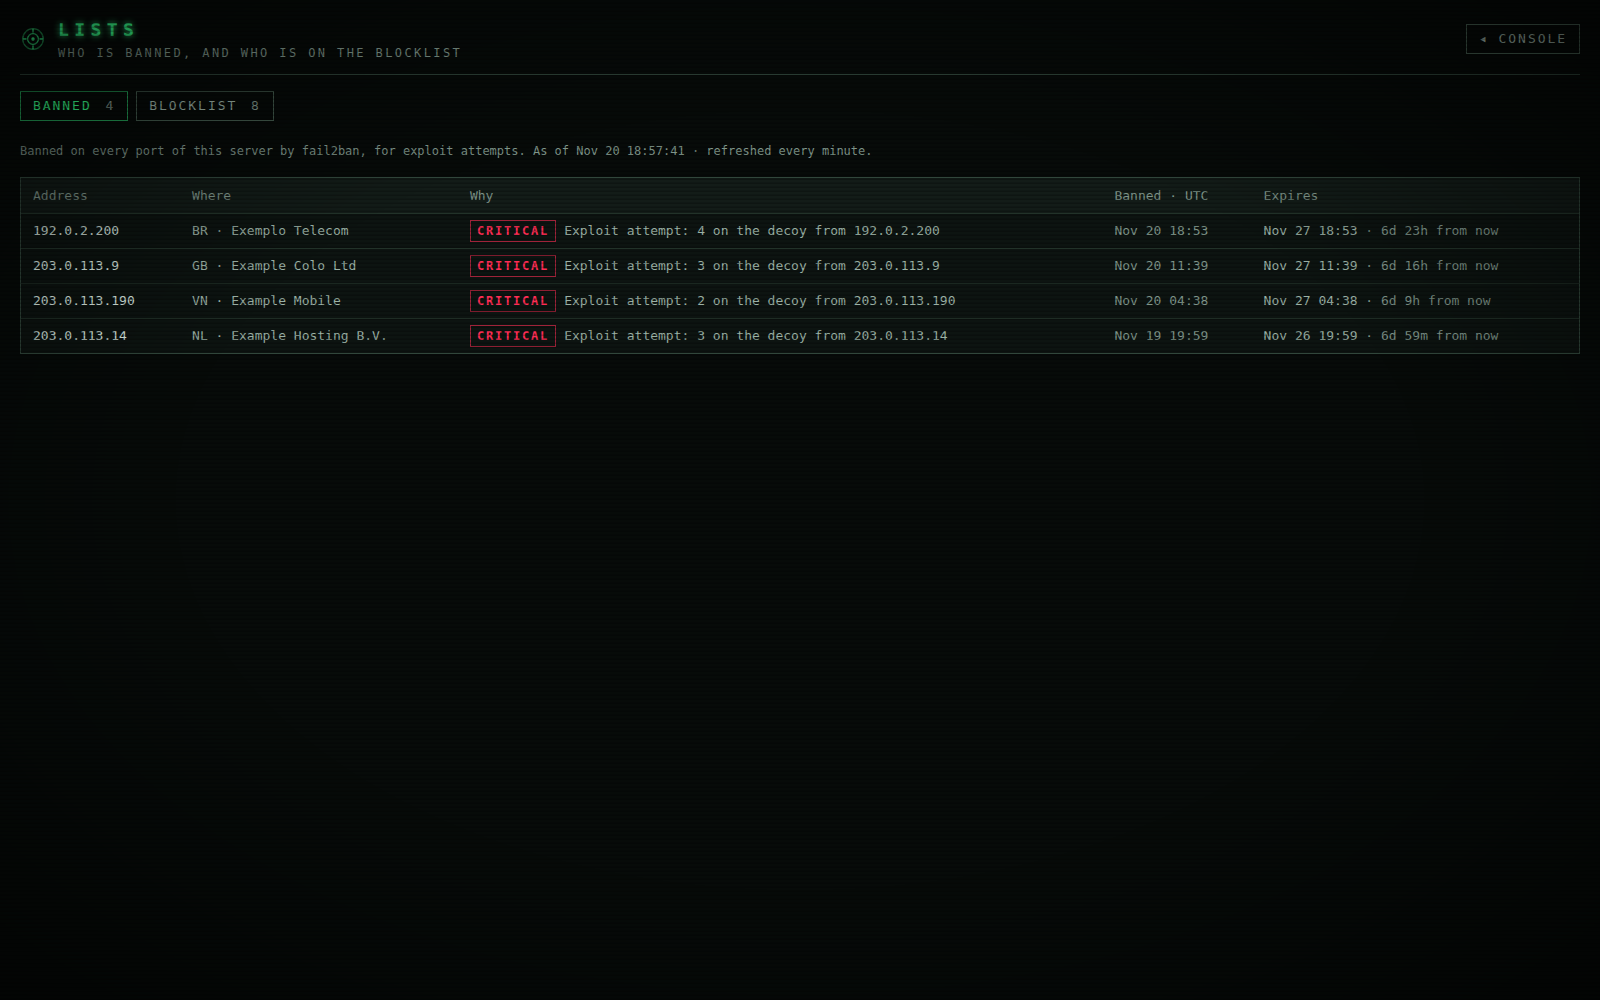 LISTS
WHO IS BANNED, AND WHO IS ON THE BLOCKLIST
◂ CONSOLE
BANNED 4
BLOCKLIST 8
Banned on every port of this server by fail2ban, for exploit attempts. As of Nov 20 18:57:41 · refreshed every minute.
Address Where Why Banned · UTC Expires
192.0.2.200 BR · Exemplo Telecom CRITICAL Exploit attempt: 4 on the decoy from 192.0.2.200 Nov 20 18:53 Nov 27 18:53 · 6d 23h from now
203.0.113.9 GB · Example Colo Ltd CRITICAL Exploit attempt: 3 on the decoy from 203.0.113.9 Nov 20 11:39 Nov 27 11:39 · 6d 16h from now
203.0.113.190 VN · Example Mobile CRITICAL Exploit attempt: 2 on the decoy from 203.0.113.190 Nov 20 04:38 Nov 27 04:38 · 6d 9h from now
203.0.113.14 NL · Example Hosting B.V. CRITICAL Exploit attempt: 3 on the decoy from 203.0.113.14 Nov 19 19:59 Nov 26 19:59 · 6d 59m from now